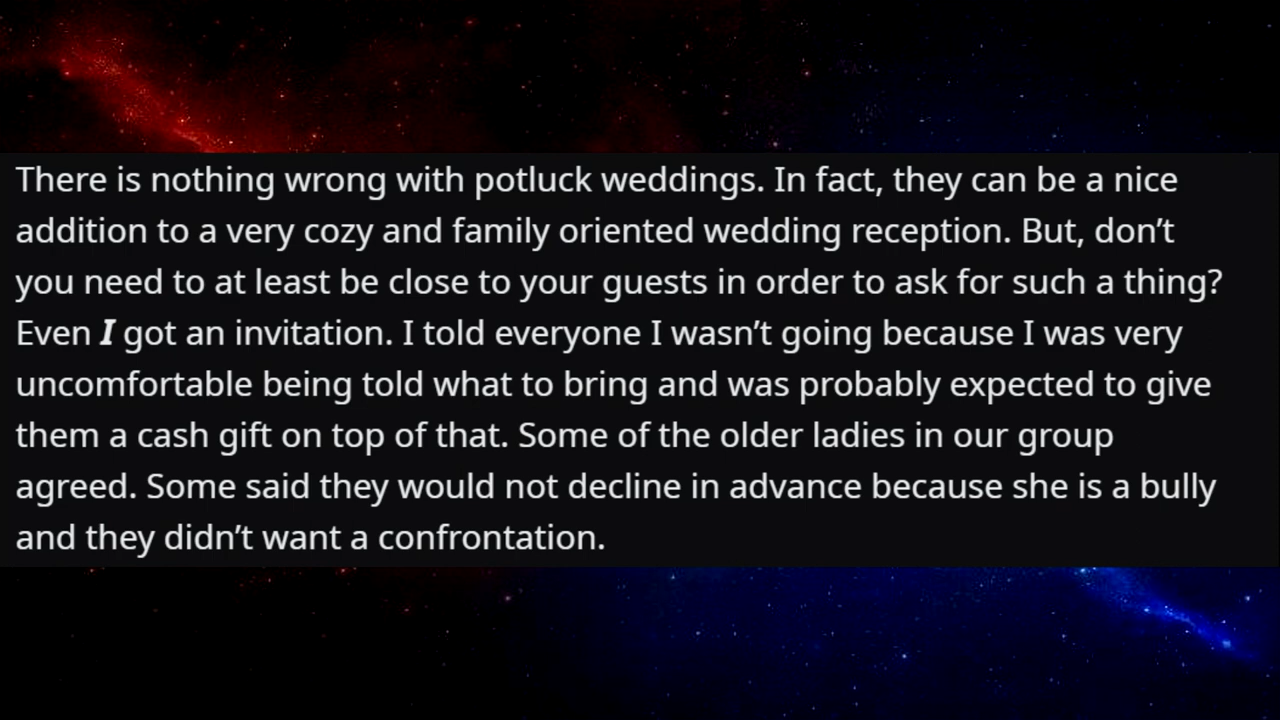 There is nothing wrong with potluck weddings. In fact, they can be a nice
addition to a very cozy and family oriented wedding reception. But, don’t
you need to at least be close to your guests in order to ask for such a thing?
Even I got an invitation. I told everyone I wasn’t going because I was very
uncomfortable being told what to bring and was probably expected to give
them a cash gift on top of that. Some of the older ladies in our group
agreed. Some said they would not decline in advance because she is a bully
and they didn’t want a confrontation.